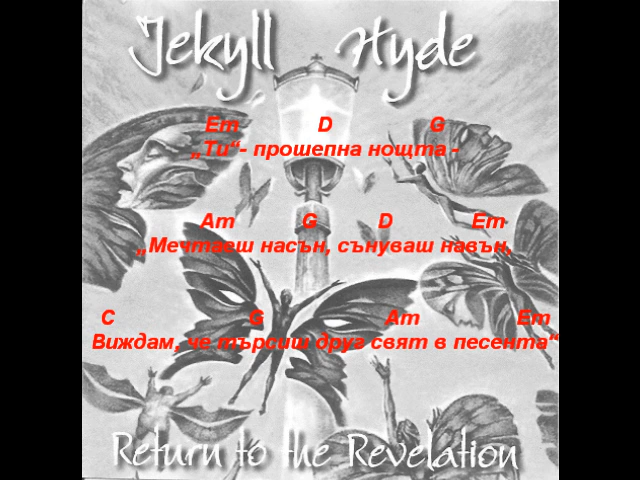 Jekyll Hyde
Em D G
„Ти“- прошепна нощта -
Am G D Em
„Мечтаеш насън, сънуваш навън,
C G Am Em
Виждам, че търсиш друг свят в песента“
Return to the Revelation